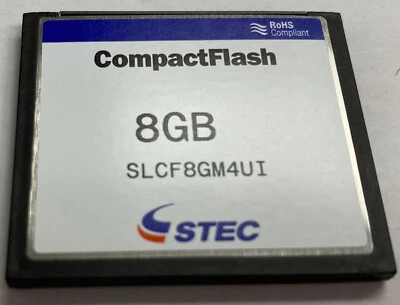 RoHS
Compliant
CompactFlash
8GB
SLCF8GM4UI
STEC